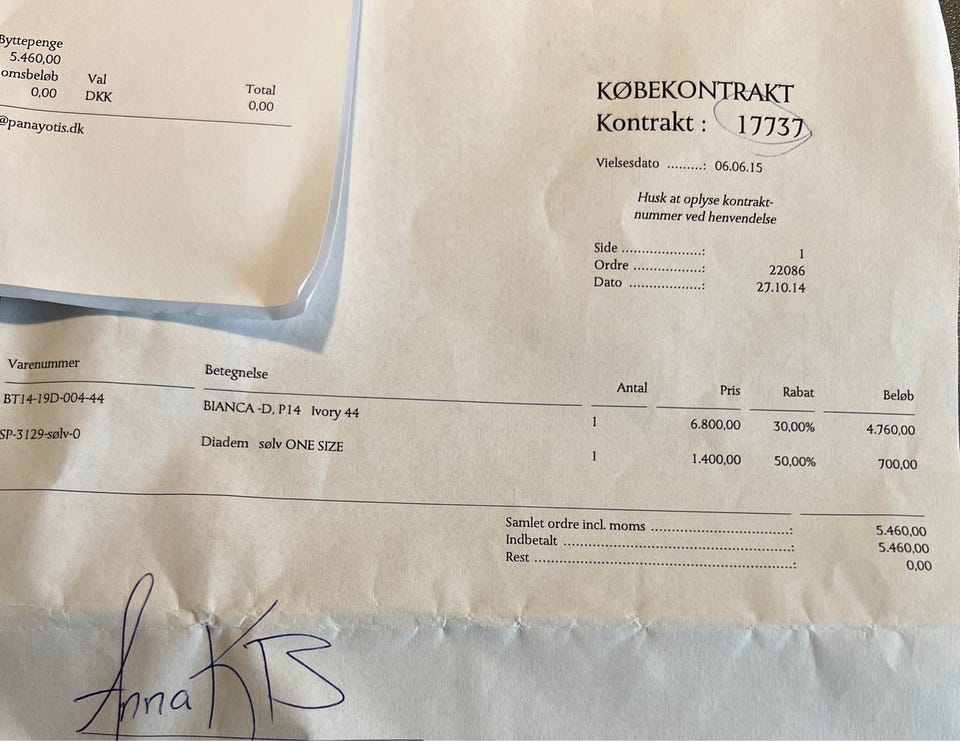 Byttepenge
5.460,00
omsbeløb Val Total
0,00 DKK 0,00
@panayotis.dk
KØBEKONTRAKT
Kontrakt : 17737
Vielsesdato .........: 06.06.15
Husk at oplyse kontrakt-
nummer ved henvendelse
Side ....................: 1
Ordre .................: 22086
Dato ..................: 27.10.14
Varenummer Betegnelse Antal Pris Rabat Beløb
BT14-19D-004-44 BIANCA -D, P14 Ivory 44 1 6.800,00 30,00% 4.760,00
SP-3129-sølv-0 Diadem sølv ONE SIZE 1 1.400,00 50,00% 700,00
Samlet ordre incl. moms ...................................: 5.460,00
Indbetalt ..........................................................: 5.460,00
Rest .................................................................: 0,00
Anna KB